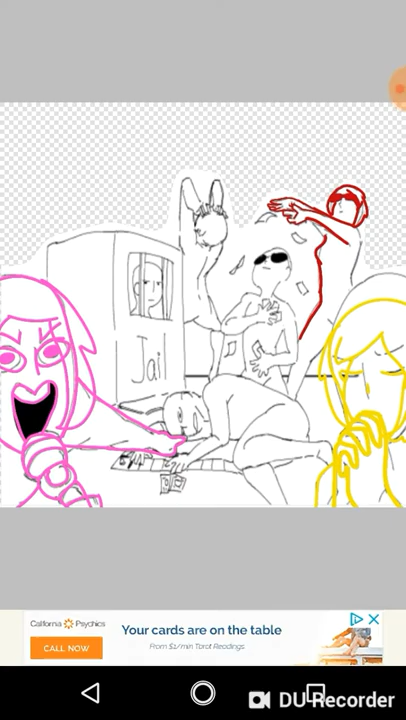 Jail
California Psychics
Your cards are on the table
CALL NOW
From $1/min Tarot Readings
DU Recorder